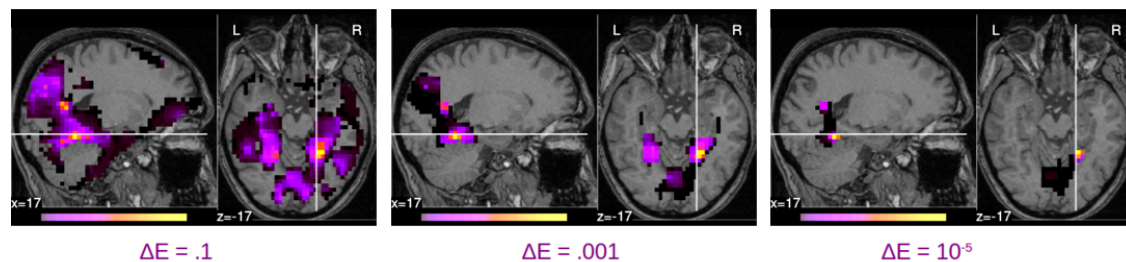 L R
x=17 z=-17
L R
x=17 z=-17
L R
x=17 z=-17
ΔE = .1
ΔE = .001
ΔE = 10⁻⁵